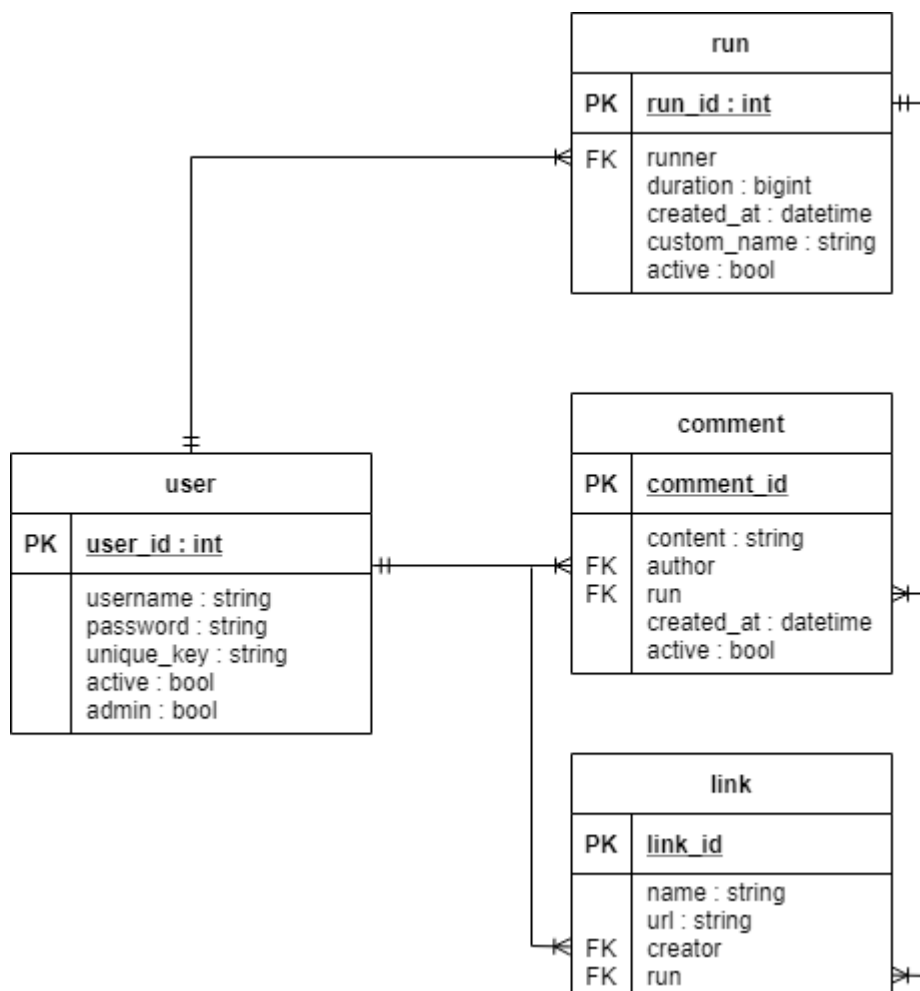 run
PK run_id : int
FK runner
duration : bigint
created_at : datetime
custom_name : string
active : bool
comment
PK comment_id
content : string
FK author
FK run
created_at : datetime
active : bool
user
PK user_id : int
username : string
password : string
unique_key : string
active : bool
admin : bool
link
PK link_id
name : string
url : string
FK creator
FK run